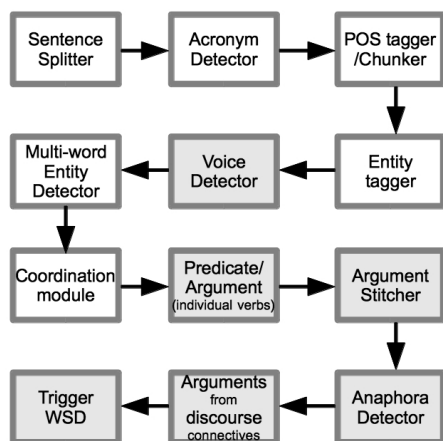 Sentence
Splitter
Acronym
Detector
POS tagger
/Chunker
Multi-word
Entity
Detector
Voice
Detector
Entity
tagger
Coordination
module
Predicate/
Argument
(individual verbs)
Argument
Stitcher
Trigger
WSD
Arguments
from
discourse
connectives
Anaphora
Detector